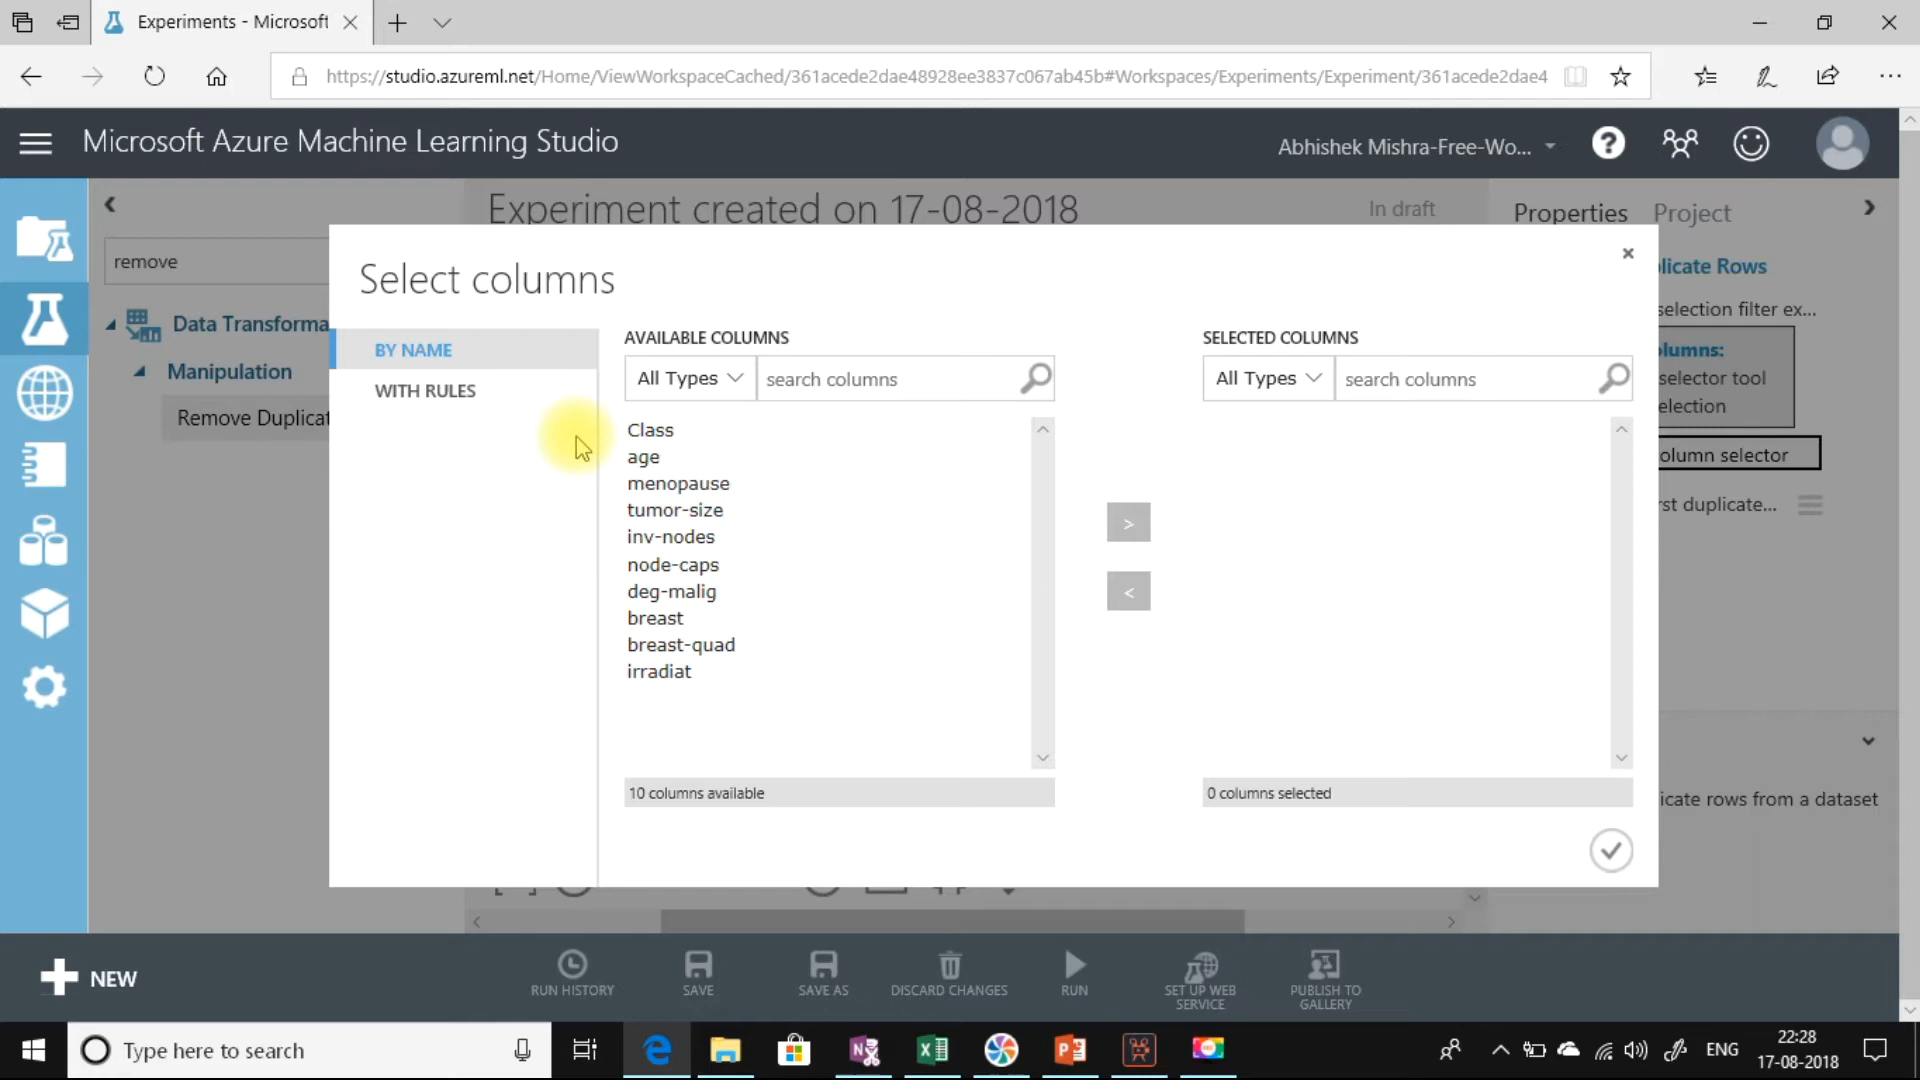 Experiments - Microsoft
https://studio.azureml.net/Home/ViewWorkspaceCached/361acede2dae48928ee3837c067ab45b#Workspaces/Experiments/Experiment/361acede2dae4
Microsoft Azure Machine Learning Studio
Abhishek Mishra-Free-Wo...
?
Experiment created on 17-08-2018
In draft
Properties
Project
remove
Data Transforma
Manipulation
Remove Duplicat
Select columns
BY NAME
WITH RULES
AVAILABLE COLUMNS
All Types
search columns
Class
age
menopause
tumor-size
inv-nodes
node-caps
deg-malig
breast
breast-quad
irradiat
10 columns available
>
<
SELECTED COLUMNS
All Types
search columns
0 columns selected
licate Rows
selection filter ex...
lumns:
selector tool
election
olumn selector
rst duplicate...
icate rows from a dataset
NEW
RUN HISTORY
SAVE
SAVE AS
DISCARD CHANGES
RUN
SET UP WEB
SERVICE
PUBLISH TO
GALLERY
Type here to search
ENG
22:28
17-08-2018